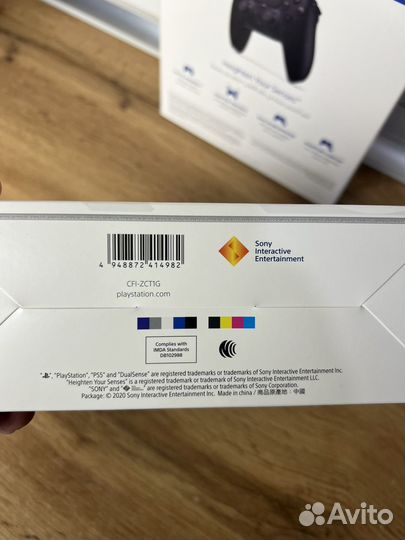 Heighten Your Senses™
4 948872 414982
CFI-ZCT1G
playstation.com
Sony
Interactive
Entertainment
Complies with
IMDA Standards
DB102988
", "PlayStation", "PS5" and "DualSense" are registered trademarks or trademarks of Sony Interactive Entertainment Inc.
"Heighten Your Senses" is a registered trademark or trademark of Sony Interactive Entertainment LLC.
"SONY" and " " are registered trademarks or trademarks of Sony Corporation.
Package: © 2020 Sony Interactive Entertainment Inc. Made in china / 商品原產地 : 中國
Avito